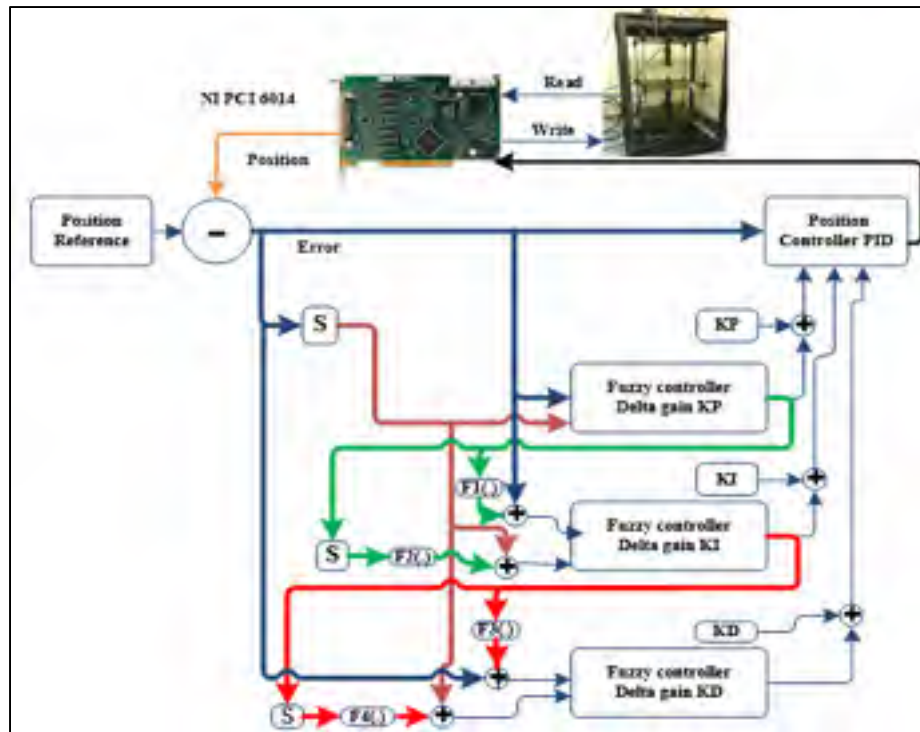 Read
NI PCI 6014
Write
Position
Position
Reference
-
Error
Position
Controller PID
S
KP
+
Fuzzy controller
Delta gain KP
F1(.)
KI
+
+
Fuzzy controller
Delta gain KI
S
F2(.)
+
F3(.)
KD
+
+
Fuzzy controller
Delta gain KD
S
F4(.)
+